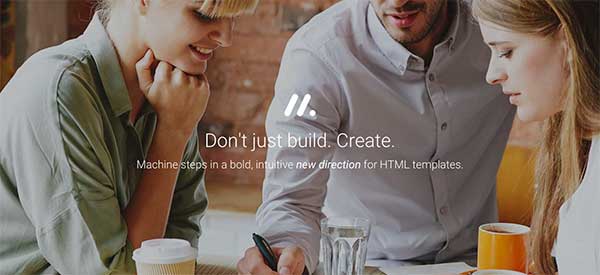 Don't just build. Create.
Machine steps in a bold, intuitive new direction for HTML templates.